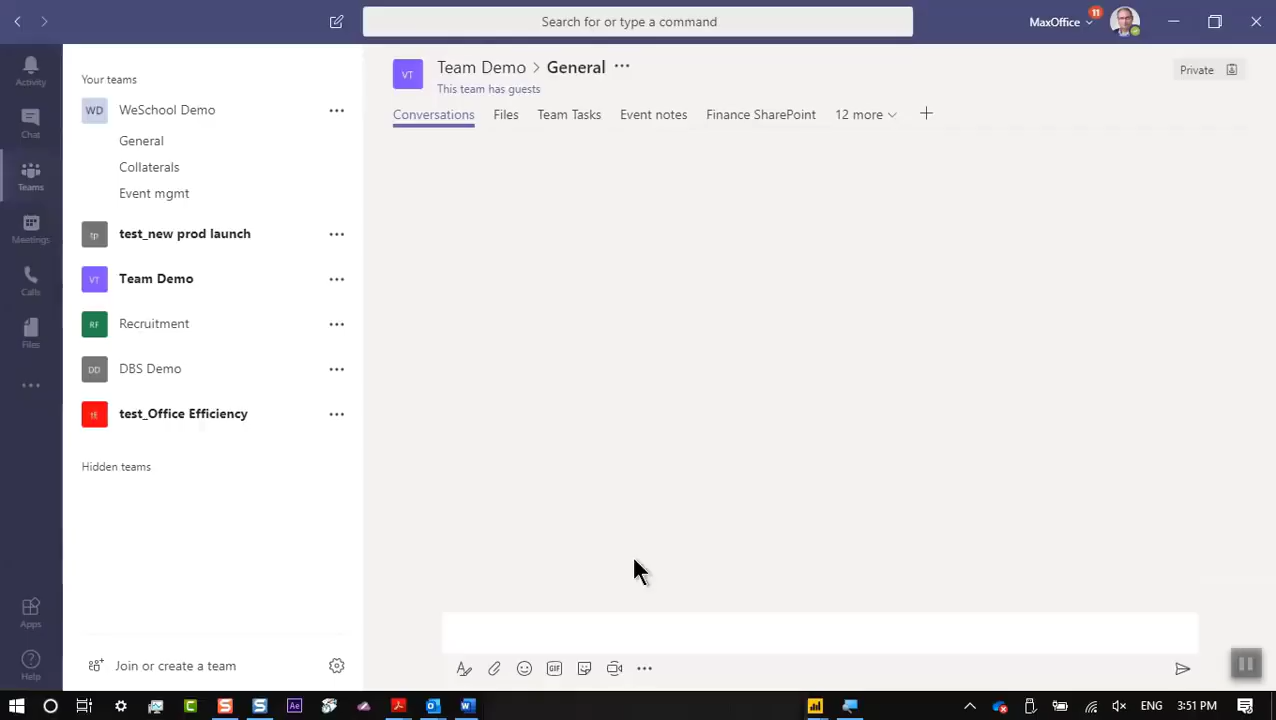 Search for or type a command
MaxOffice
11
Activity
Chat
Teams
Meetings
Calls
Files
Apps
Help
Your teams
WD WeSchool Demo
General
Collaterals
Event mgmt
tp test_new prod launch
VT Team Demo
RF Recruitment
DD DBS Demo
test_Office Efficiency
Hidden teams
Join or create a team
VT
Team Demo > General
This team has guests
Private
Conversations Files Team Tasks Event notes Finance SharePoint 12 more
GIF
Ae
ENG 3:51 PM